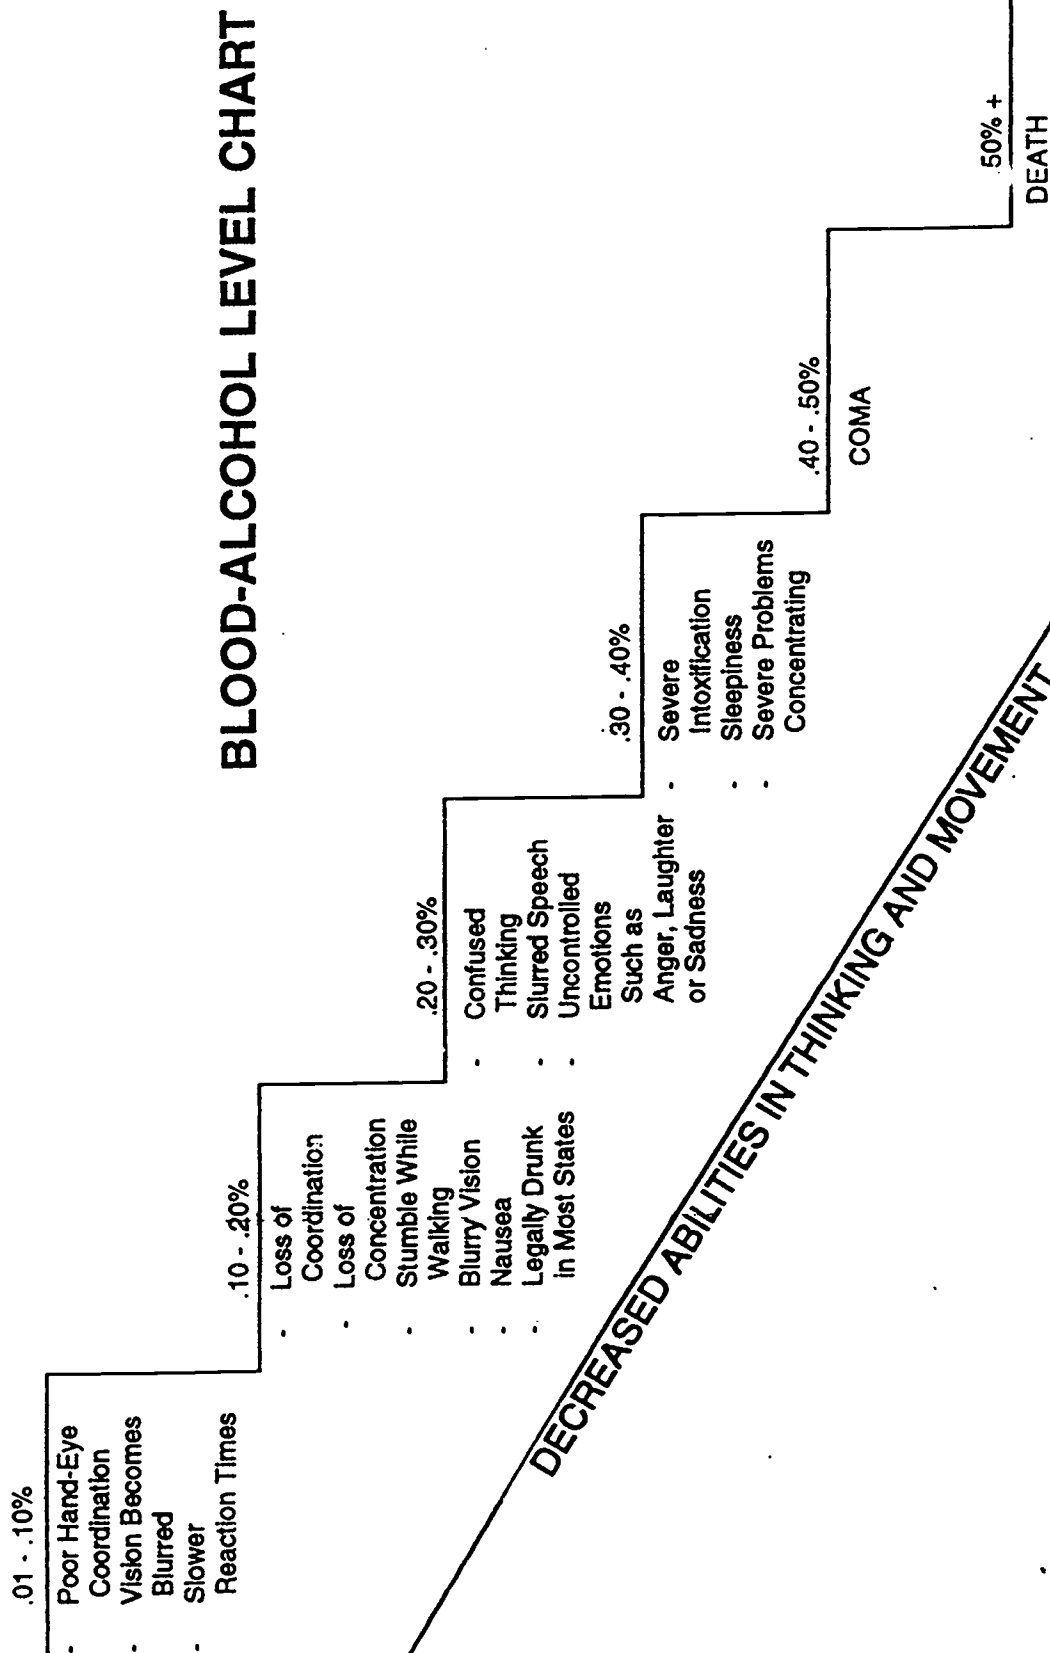 BLOOD-ALCOHOL LEVEL CHART
.01 - .10%
- Poor Hand-Eye
Coordination
- Vision Becomes
Blurred
- Slower
Reaction Times
.10 - .20%
- Loss of
Coordination
- Loss of
Concentration
- Stumble While
Walking
- Blurry Vision
- Nausea
- Legally Drunk
in Most States
.20 - .30%
- Confused
Thinking
- Slurred Speech
- Uncontrolled
Emotions
Such as
Anger, Laughter
or Sadness
.30 - .40%
- Severe
Intoxification
- Sleepiness
- Severe Problems
Concentrating
.40 - .50%
COMA
.50% +
DEATH
DECREASED ABILITIES IN THINKING AND MOVEMENT